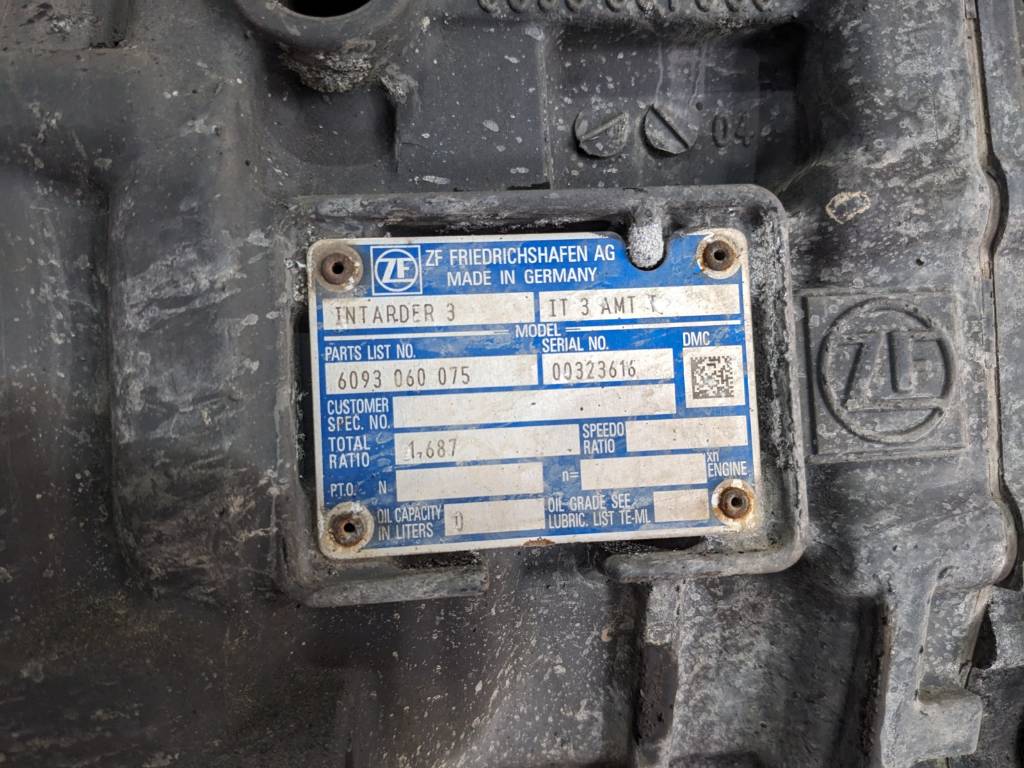 04
ZF
ZF FRIEDRICHSHAFEN AG
MADE IN GERMANY
INTARDER 3 IT 3 AMT T
MODEL
PARTS LIST NO. SERIAL NO. DMC
6093 060 075 00323616
CUSTOMER
SPEC. NO.
TOTAL
RATIO 1,687 SPEEDO
RATIO
P.T.O. N n= xn
ENGINE
OIL CAPACITY
IN LITERS 0 OIL GRADE SEE
LUBRIC. LIST TE-ML
ZF